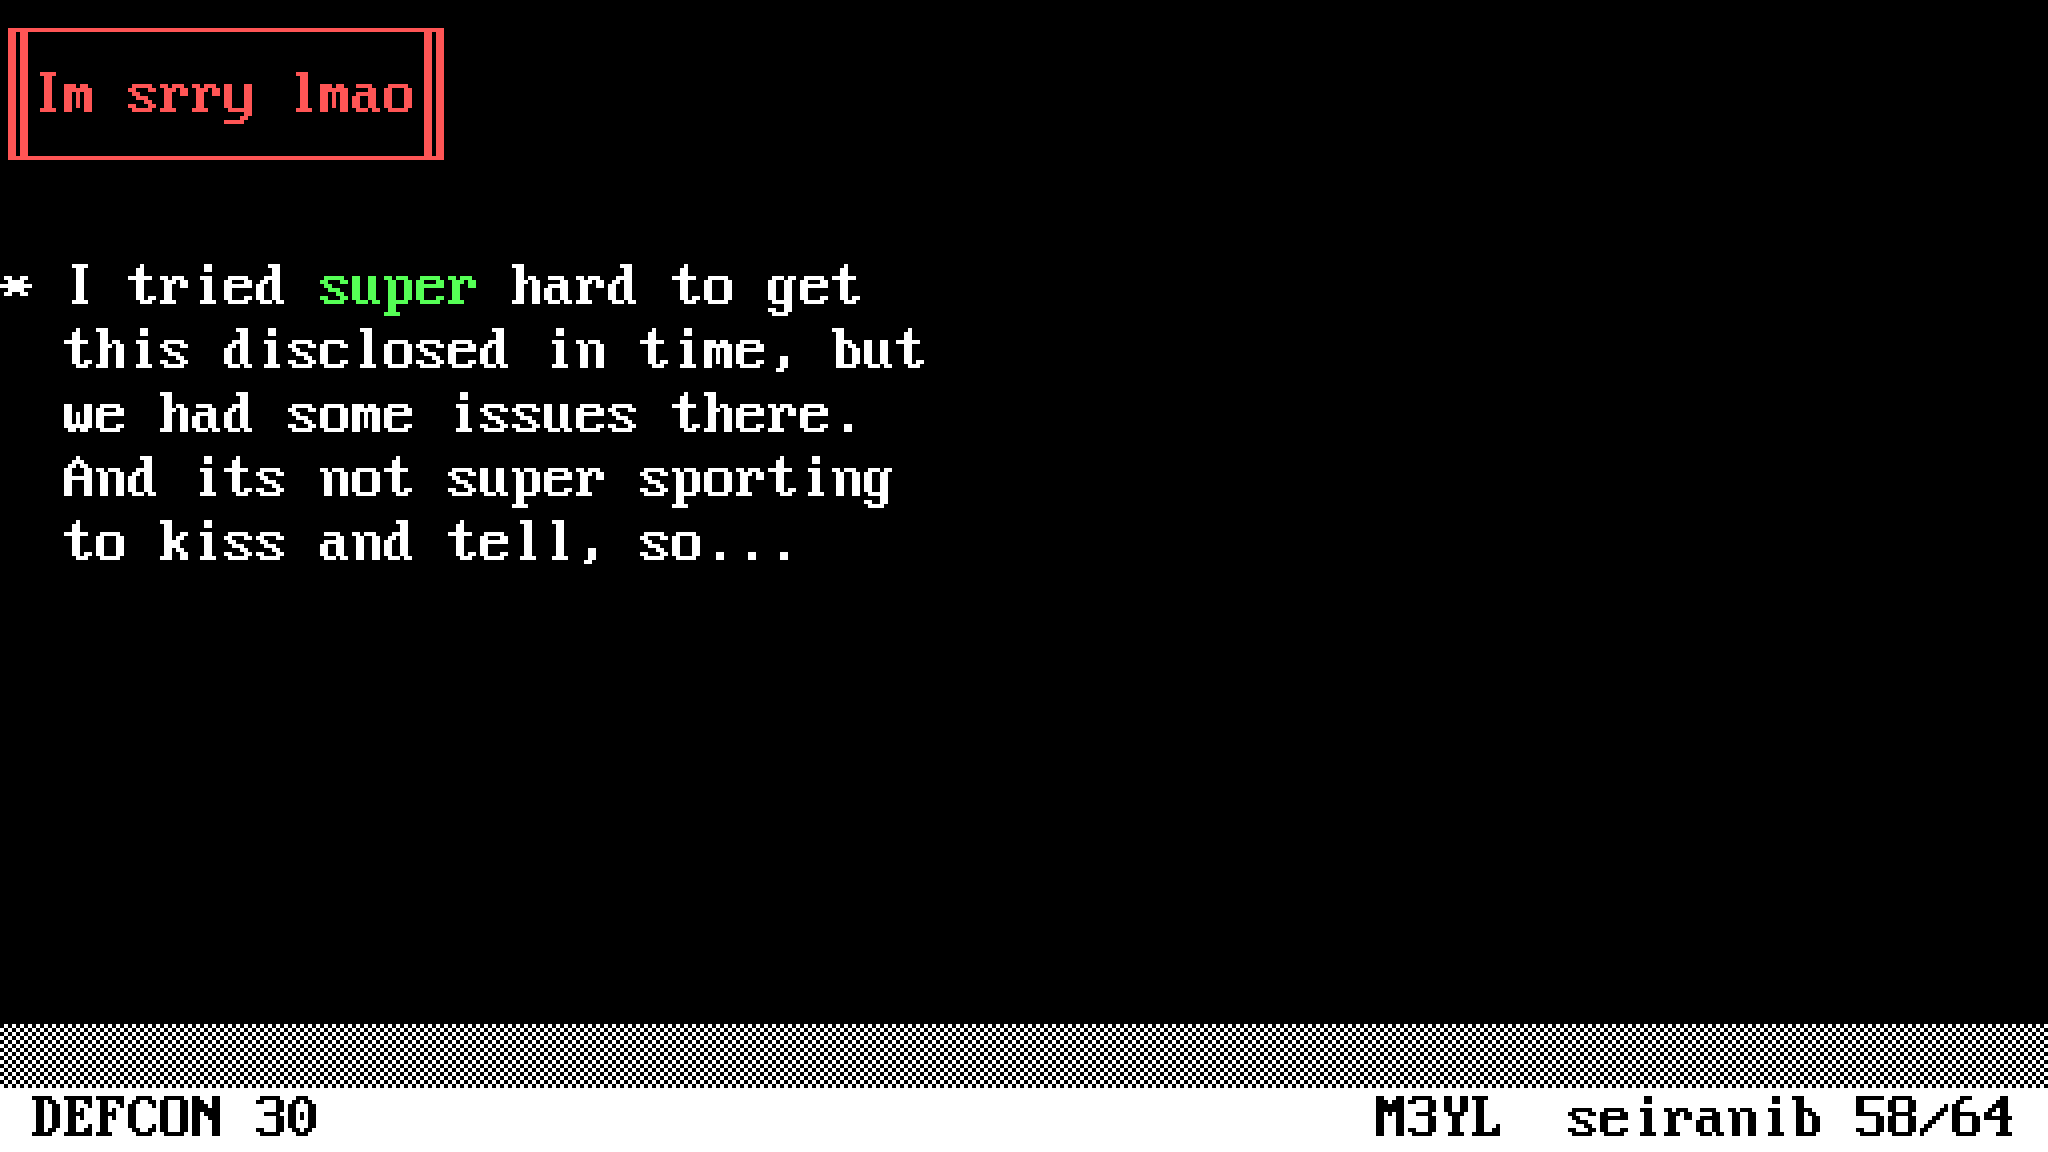 Im srry lmao
* I tried super hard to get
this disclosed in time, but
we had some issues there.
And its not super sporting
to kiss and tell, so...
DEFCON 30 M3YL seiranib 58/64